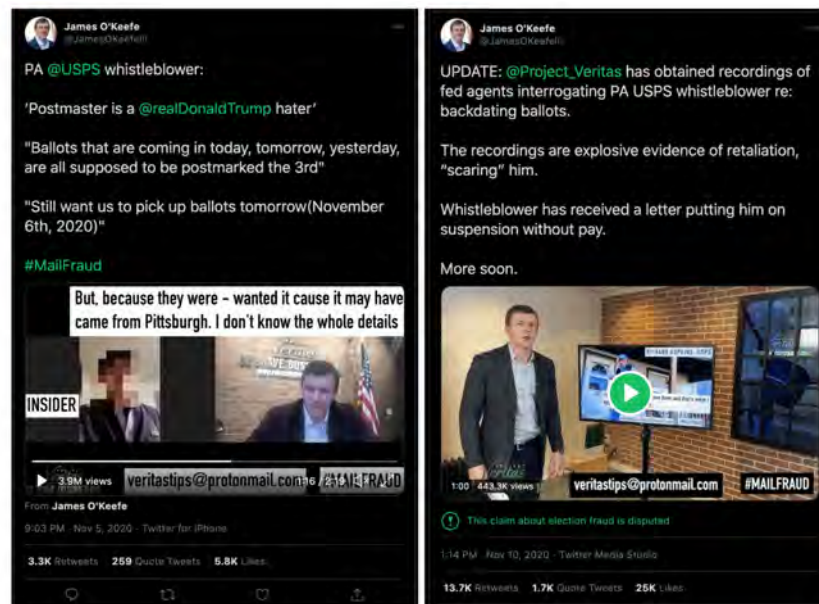 James O'Keefe
@JamesOKeefeIII
PA @USPS whistleblower:
'Postmaster is a @realDonaldTrump hater'
"Ballots that are coming in today, tomorrow, yesterday,
are all supposed to be postmarked the 3rd"
"Still want us to pick up ballots tomorrow(November
6th, 2020)"
#MailFraud
But, because they were - wanted it cause it may have
came from Pittsburgh. I don't know the whole details
INSIDER
3.9M views
veritastips@protonmail.com
#MAILFRAUD
From James O'Keefe
9:03 PM · Nov 5, 2020 · Twitter for iPhone
3.3K Retweets 259 Quote Tweets 5.8K Likes
James O'Keefe
@JamesOKeefeIII
UPDATE: @Project_Veritas has obtained recordings of
fed agents interrogating PA USPS whistleblower re:
backdating ballots.
The recordings are explosive evidence of retaliation,
"scaring" him.
Whistleblower has received a letter putting him on
suspension without pay.
More soon.
1:00 443.3K views
veritastips@protonmail.com
#MAILFRAUD
This claim about election fraud is disputed
1:14 PM · Nov 10, 2020 · Twitter Media Studio
13.7K Retweets 1.7K Quote Tweets 25K Likes